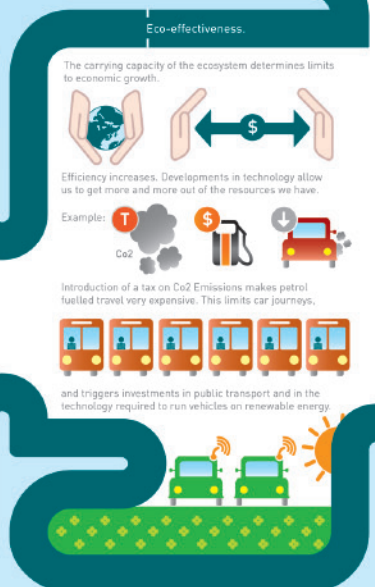 Eco-effectiveness.
The carrying capacity of the ecosystem determines limits
to economic growth.
$
Efficiency increases. Developments in technology allow
us to get more and more out of the resources we have.
Example:
T
$
Co2
Introduction of a tax on Co2 Emissions makes petrol
fuelled travel very expensive. This limits car journeys,
and triggers investments in public transport and in the
technology required to run vehicles on renewable energy.